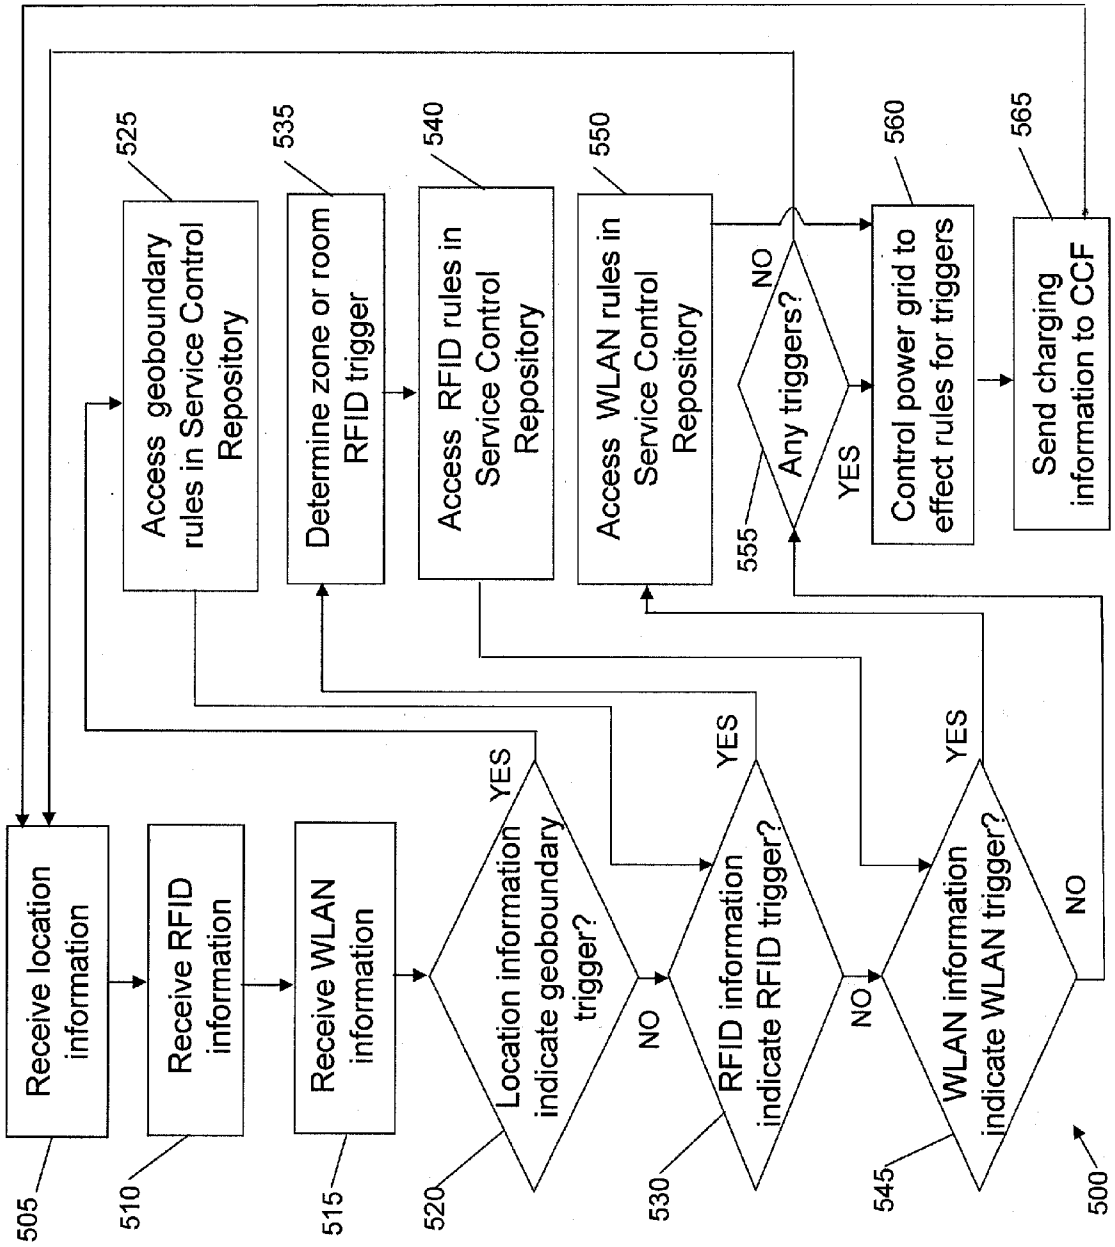 505
Receive location
information
510
Receive RFID
information
515
Receive WLAN
information
520
Location information
indicate geoboundary
trigger?
YES
NO
525
Access geoboundary
rules in Service Control
Repository
530
RFID information
indicate RFID trigger?
YES
NO
535
Determine zone or room
RFID trigger
540
Access RFID rules in
Service Control
Repository
545
WLAN information
indicate WLAN trigger?
YES
NO
550
Access WLAN rules in
Service Control
Repository
555
Any triggers?
NO
YES
560
Control power grid to
effect rules for triggers
565
Send charging
information to CCF
500